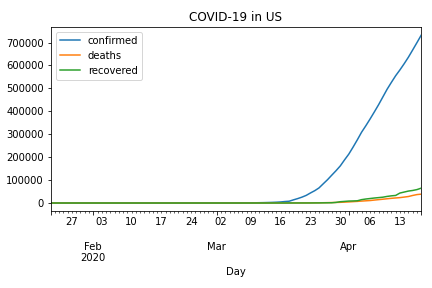 COVID-19 in US
confirmed
deaths
recovered
700000
600000
500000
400000
300000
200000
100000
0
27 03 10 17 24 02 09 16 23 30 06 13
Feb Mar Apr
2020
Day